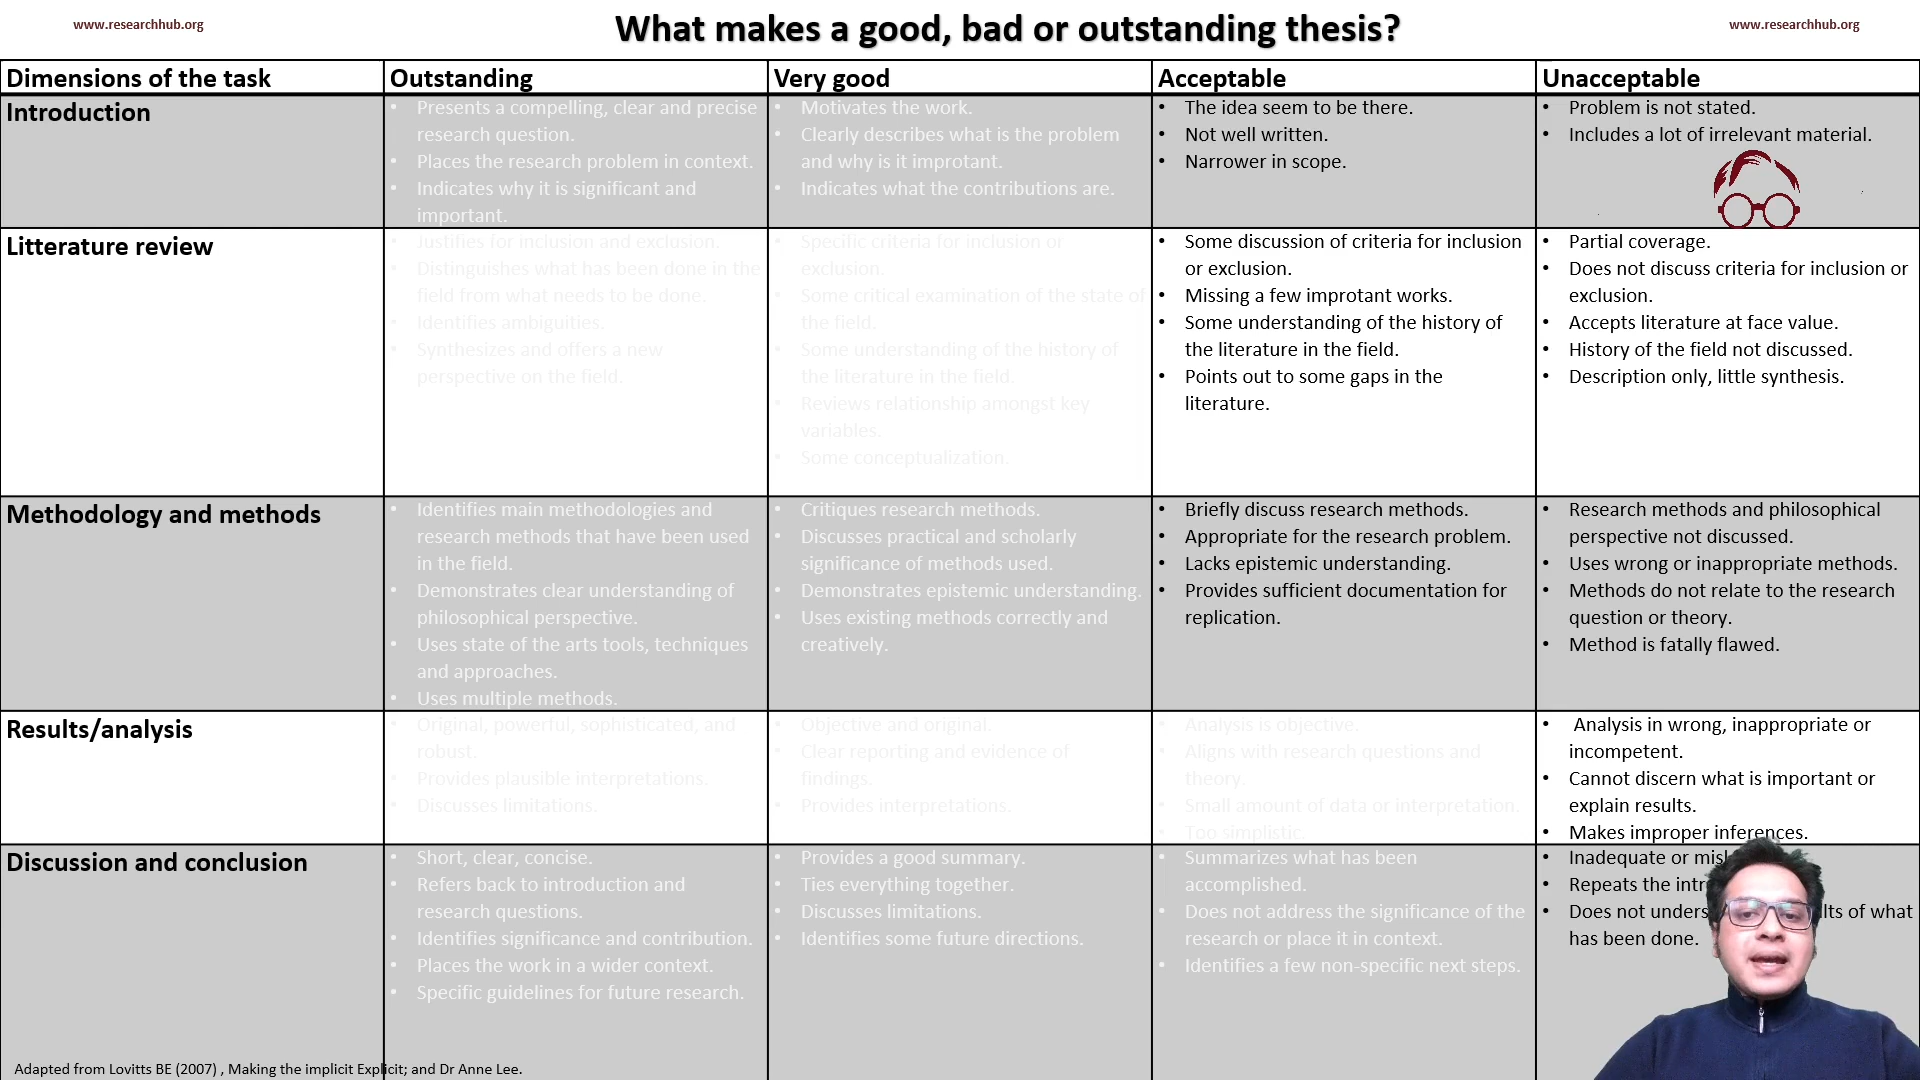 www.researchhub.org
What makes a good, bad or outstanding thesis?
www.researchhub.org
Dimensions of the task
Outstanding
Very good
Acceptable
Unacceptable
Introduction
• Presents a compelling, clear and precise
research question.
• Places the research problem in context.
• Indicates why it is significant and
important.
• Motivates the work.
• Clearly describes what is the problem
and why is it improtant.
• Indicates what the contributions are.
• The idea seem to be there.
• Not well written.
• Narrower in scope.
• Problem is not stated.
• Includes a lot of irrelevant material.
Litterature review
• Justifies for inclusion and exclusion.
• Distinguishes what has been done in the
field from what needs to be done.
• Identifies ambiguities.
• Synthesizes and offers a new
perspective on the field.
• Specific criteria for inclusion or
exclusion.
• Some critical examination of the state of
the field.
• Some understanding of the history of
the literature in the field.
• Reviews relationship amongst key
variables.
• Some conceptualization.
• Some discussion of criteria for inclusion
or exclusion.
• Missing a few improtant works.
• Some understanding of the history of
the literature in the field.
• Points out to some gaps in the
literature.
• Partial coverage.
• Does not discuss criteria for inclusion or
exclusion.
• Accepts literature at face value.
• History of the field not discussed.
• Description only, little synthesis.
Methodology and methods
• Identifies main methodologies and
research methods that have been used
in the field.
• Demonstrates clear understanding of
philosophical perspective.
• Uses state of the arts tools, techniques
and approaches.
• Uses multiple methods.
• Critiques research methods.
• Discusses practical and scholarly
significance of methods used.
• Demonstrates epistemic understanding.
• Uses existing methods correctly and
creatively.
• Briefly discuss research methods.
• Appropriate for the research problem.
• Lacks epistemic understanding.
• Provides sufficient documentation for
replication.
• Research methods and philosophical
perspective not discussed.
• Uses wrong or inappropriate methods.
• Methods do not relate to the research
question or theory.
• Method is fatally flawed.
Results/analysis
• Original, powerful, sophisticated, and
robust.
• Provides plausible interpretations.
• Discusses limitations.
• Objective and original.
• Clear reporting and evidence of
findings.
• Provides interpretations.
• Analysis is objective.
• Aligns with research questions and
theory.
• Small amount of data or interpretation.
• Too simplistic.
• Analysis in wrong, inappropriate or
incompetent.
• Cannot discern what is important or
explain results.
• Makes improper inferences.
Discussion and conclusion
• Short, clear, concise.
• Refers back to introduction and
research questions.
• Identifies significance and contribution.
• Places the work in a wider context.
• Specific guidelines for future research.
• Provides a good summary.
• Ties everything together.
• Discusses limitations.
• Identifies some future directions.
• Summarizes what has been
accomplished.
• Does not address the significance of the
research or place it in context.
• Identifies a few non-specific next steps.
• Inadequate or
• Repeats the
• Does not of what
has been done.
Adapted from Lovitts BE (2007) , Making the implicit Explicit; and Dr Anne Lee.